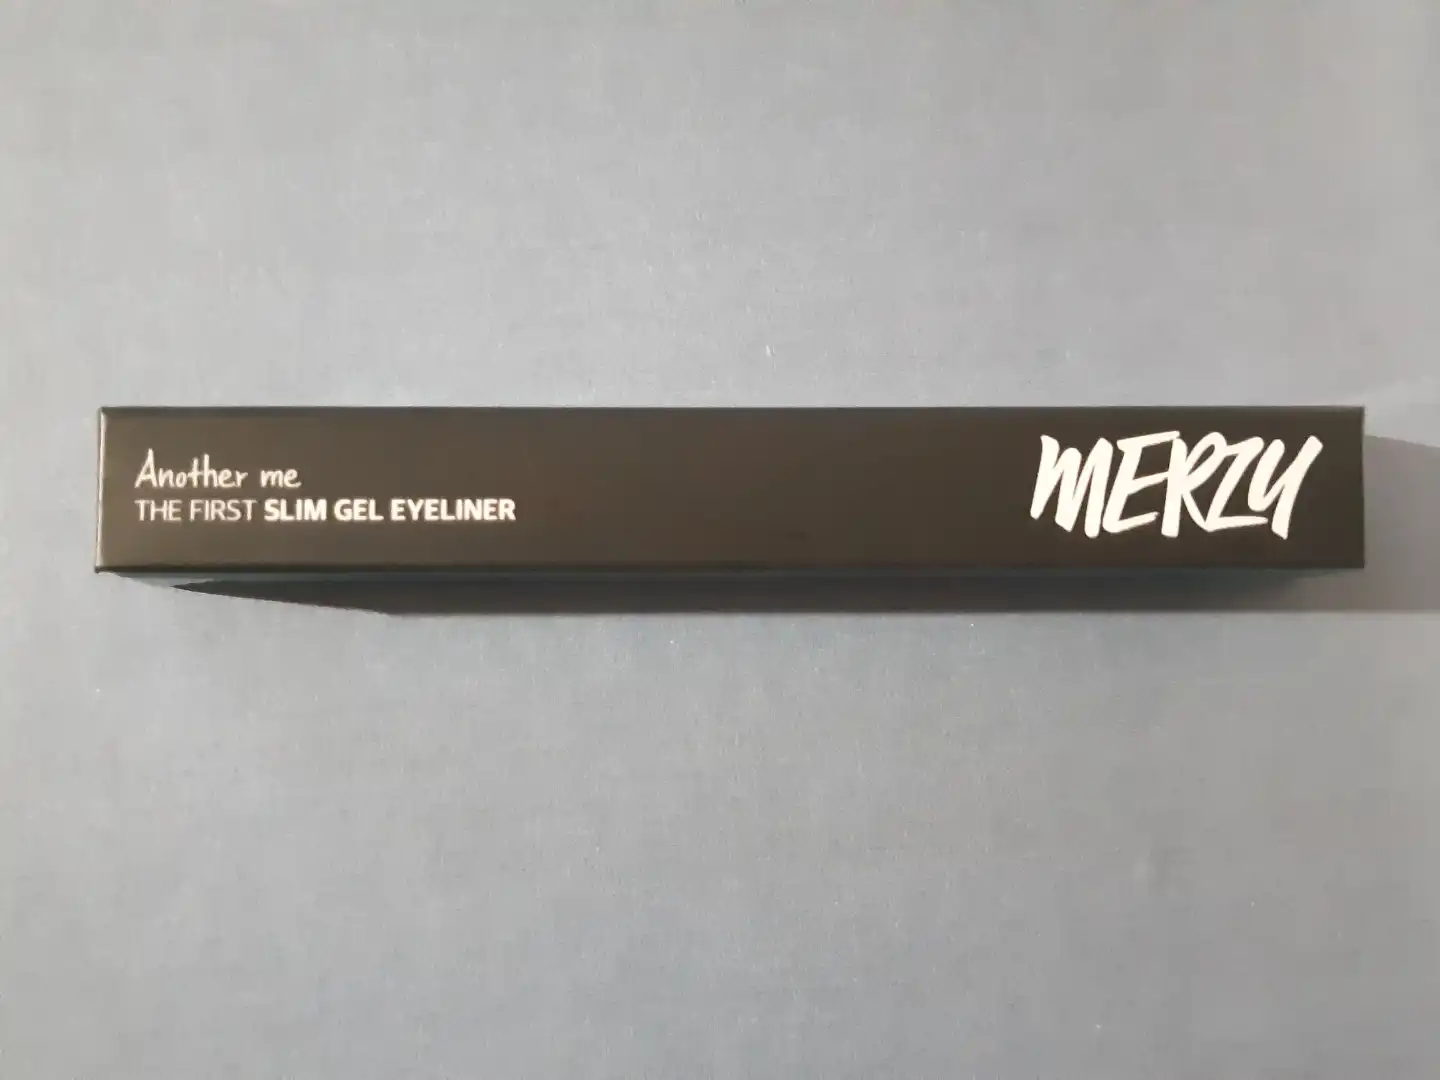 Another me
THE FIRST SLIM GEL EYELINER
MERZY